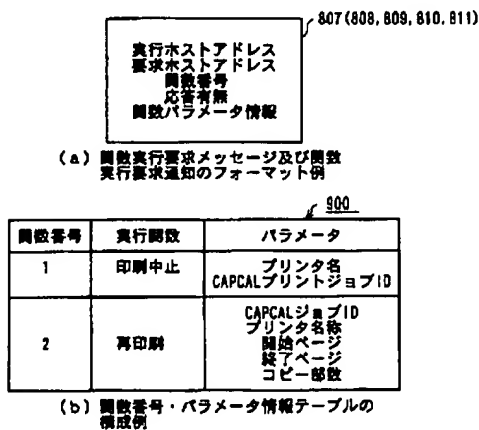 807(808, 809, 810, 811)
実行ホストアドレス
要求ホストアドレス
関数番号
応答有無
関数パラメータ情報
(a) 関数実行要求メッセージ及び関数
実行要求通知のフォーマット例
900
関数番号 実行関数 パラメータ
1 印刷中止 プリンタ名
CAPCALプリントジョブID
2 再印刷 CAPCALジョブID
プリンタ名称
開始ページ
終了ページ
コピー部数
(b) 関数番号・パラメータ情報テーブルの
構成例